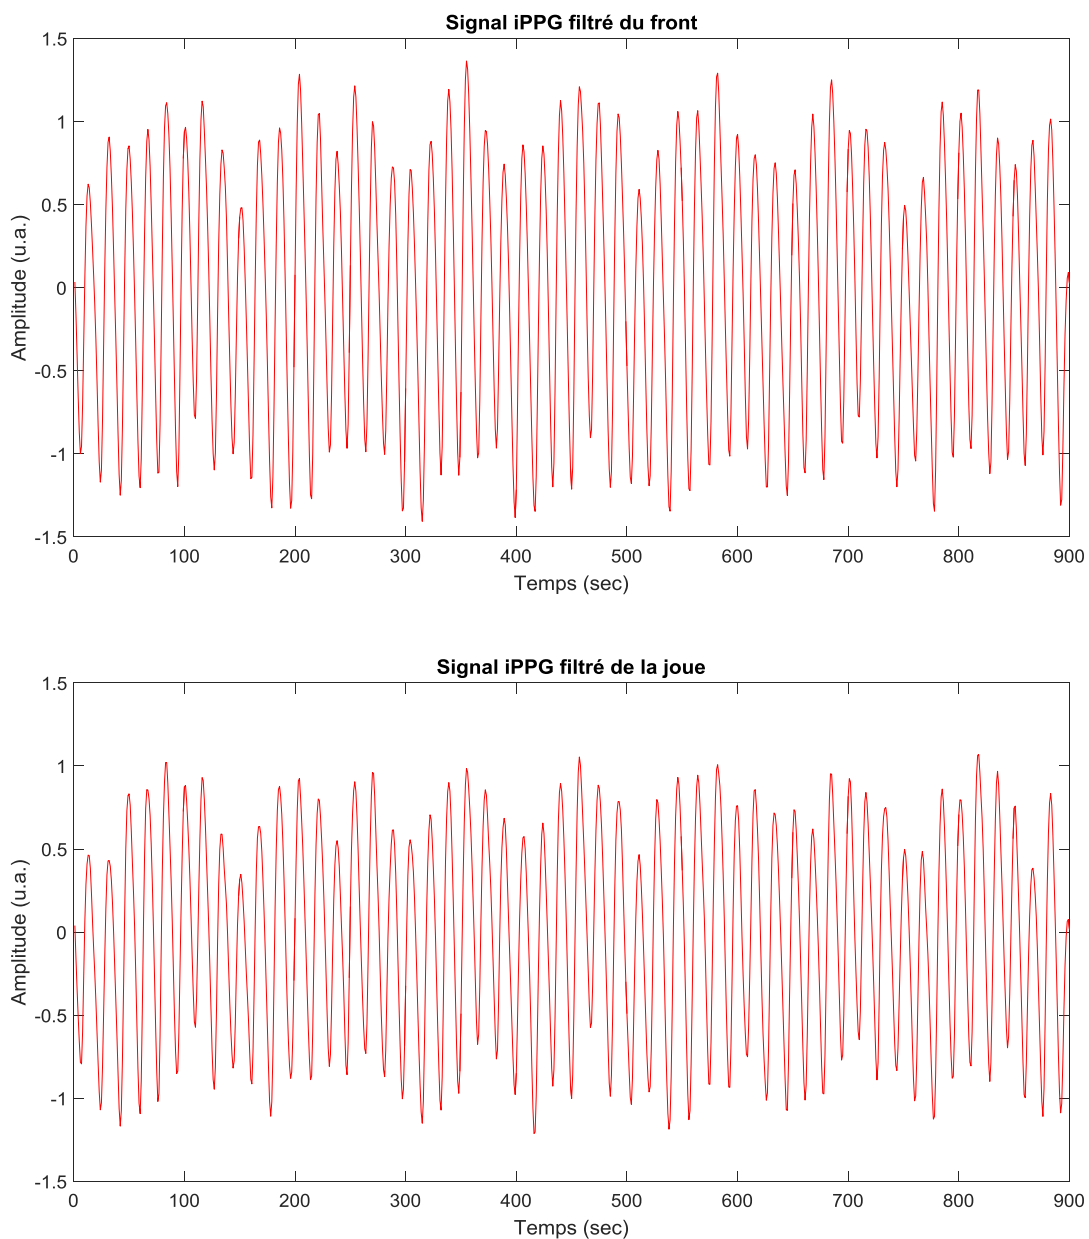 Signal iPPG filtré du front
1.5
1
0.5
0
-0.5
-1
-1.5
Amplitude (u.a.)
0 100 200 300 400 500 600 700 800 900
Temps (sec)
Signal iPPG filtré de la joue
1.5
1
0.5
0
-0.5
-1
-1.5
Amplitude (u.a.)
0 100 200 300 400 500 600 700 800 900
Temps (sec)